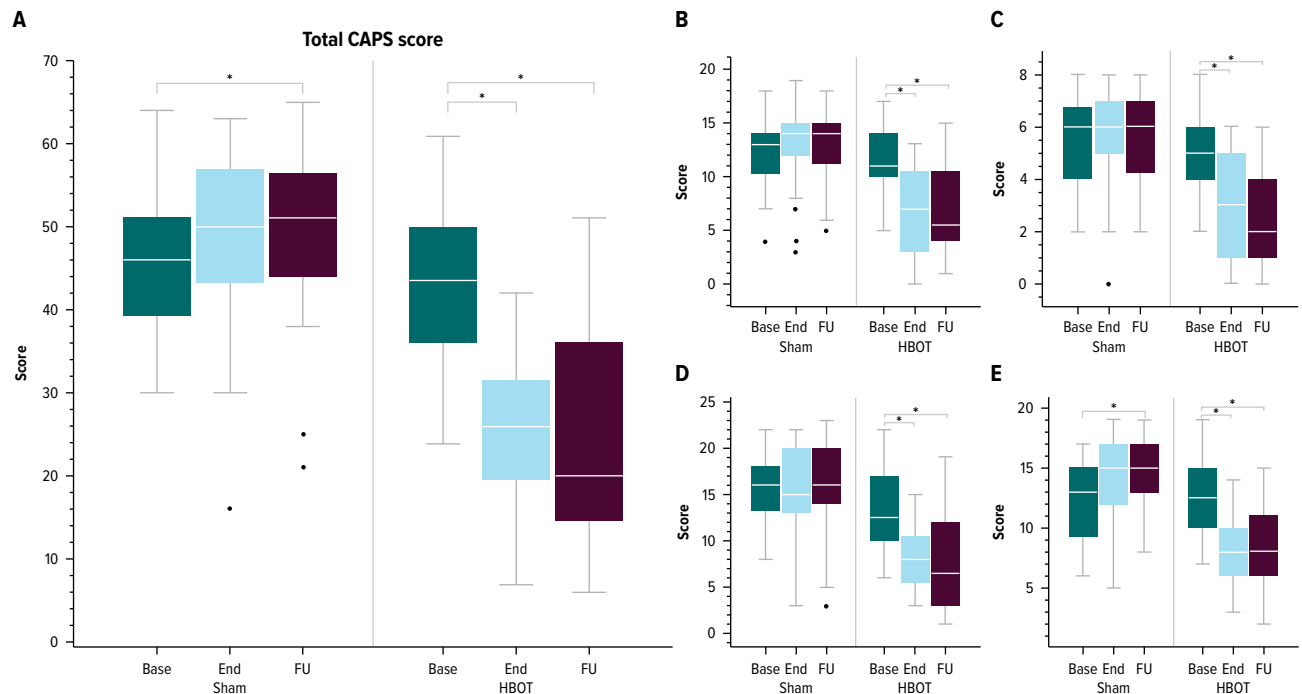 A
Total CAPS score
70
60
50
40
30
20
10
0
Score
*
*
*
Base End FU
Sham
Base End FU
HBOT
B
20
15
10
5
0
Score
*
*
Base End FU
Sham
Base End FU
HBOT
C
8
6
4
2
0
Score
*
*
Base End FU
Sham
Base End FU
HBOT
D
25
20
15
10
5
0
Score
*
*
Base End FU
Sham
Base End FU
HBOT
E
20
15
10
5
Score
*
*
*
Base End FU
Sham
Base End FU
HBOT